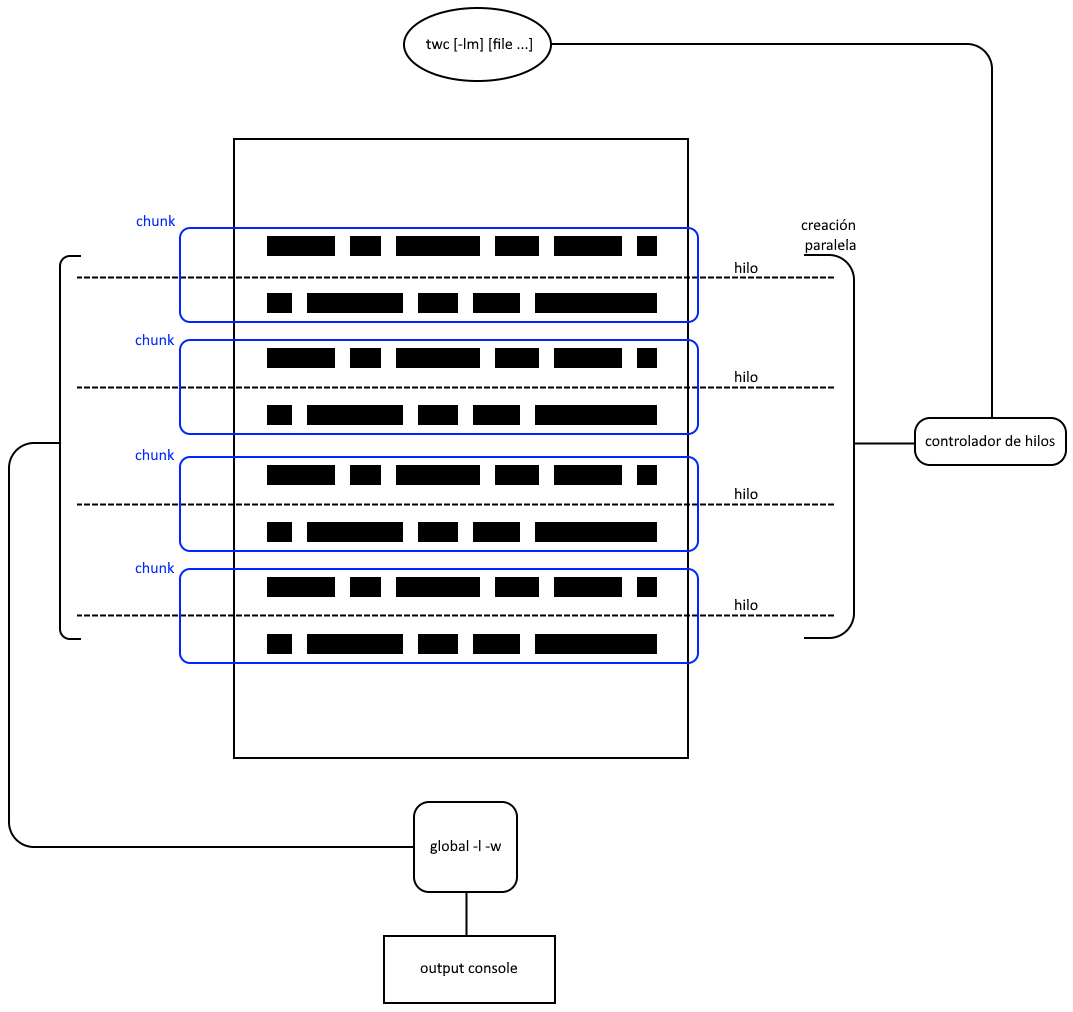 twc [-lm] [file ...]
chunk
creación
paralela
hilo
chunk
hilo
controlador de hilos
chunk
hilo
chunk
hilo
global -l -w
output console